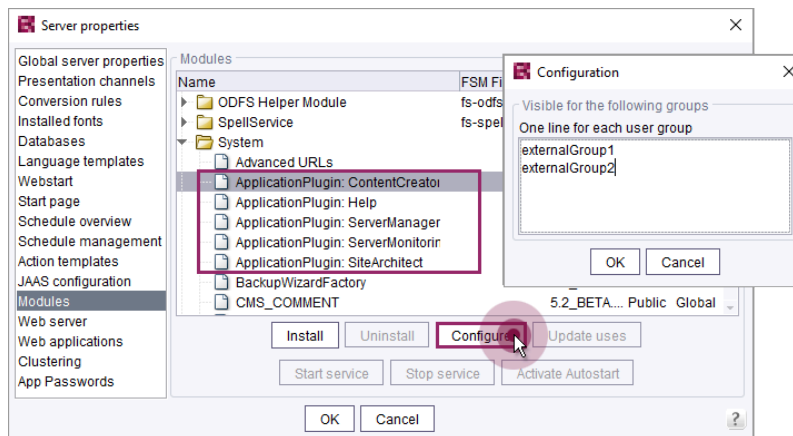 Server properties
Global server properties
Presentation channels
Conversion rules
Installed fonts
Databases
Language templates
Webstart
Start page
Schedule overview
Schedule management
Action templates
JAAS configuration
Modules
Web server
Web applications
Clustering
App Passwords
Modules
Name FSM Fi
ODFS Helper Module fs-odfs
SpellService fs-spel
System
Advanced URLs
ApplicationPlugin: ContentCreator
ApplicationPlugin: Help
ApplicationPlugin: ServerManager
ApplicationPlugin: ServerMonitorin
ApplicationPlugin: SiteArchitect
BackupWizardFactory
CMS_COMMENT 5.2_BETA.... Public Global
Install Uninstall Configure Update uses
Start service Stop service Activate Autostart
OK Cancel ?
Configuration
Visible for the following groups
One line for each user group
externalGroup1
externalGroup2
OK Cancel